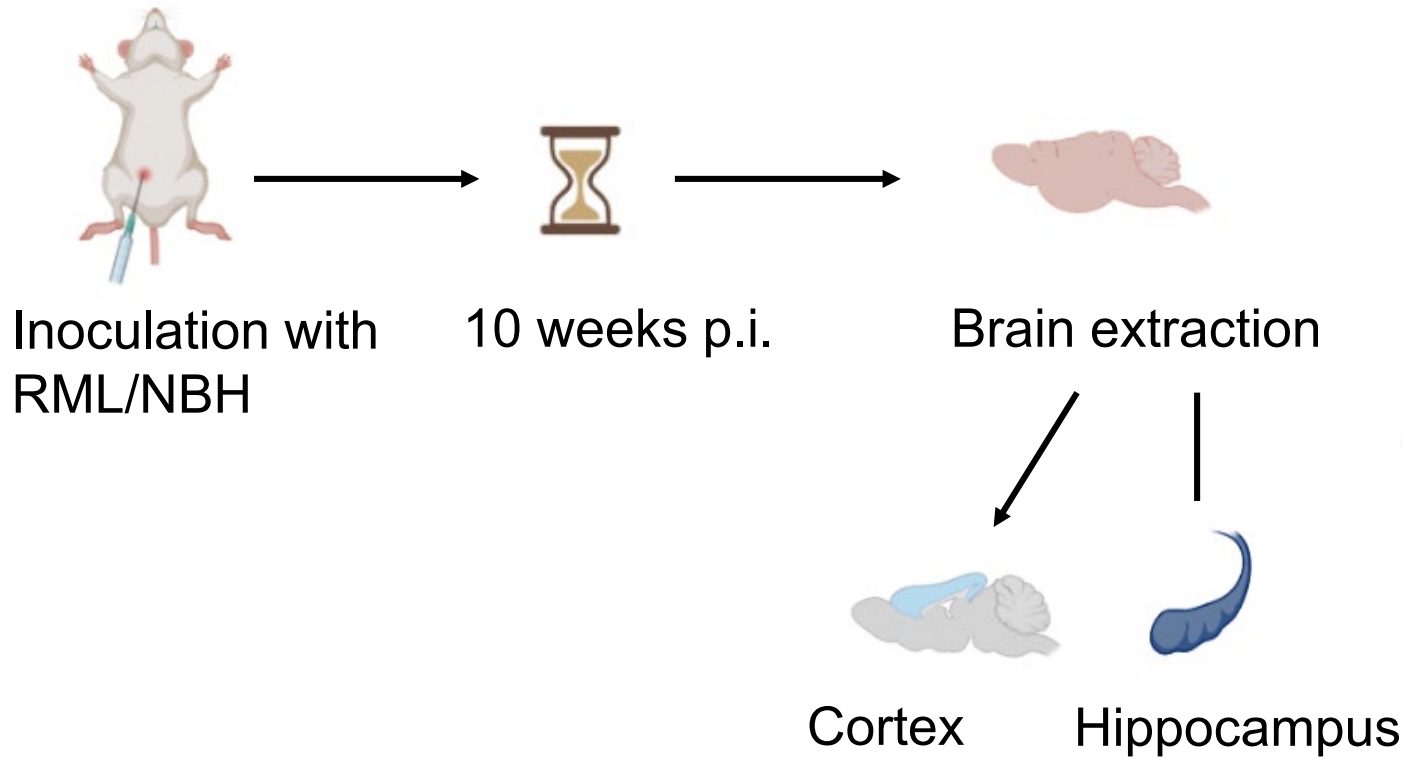 Inoculation with
RML/NBH
10 weeks p.i.
Brain extraction
Cortex
Hippocampus